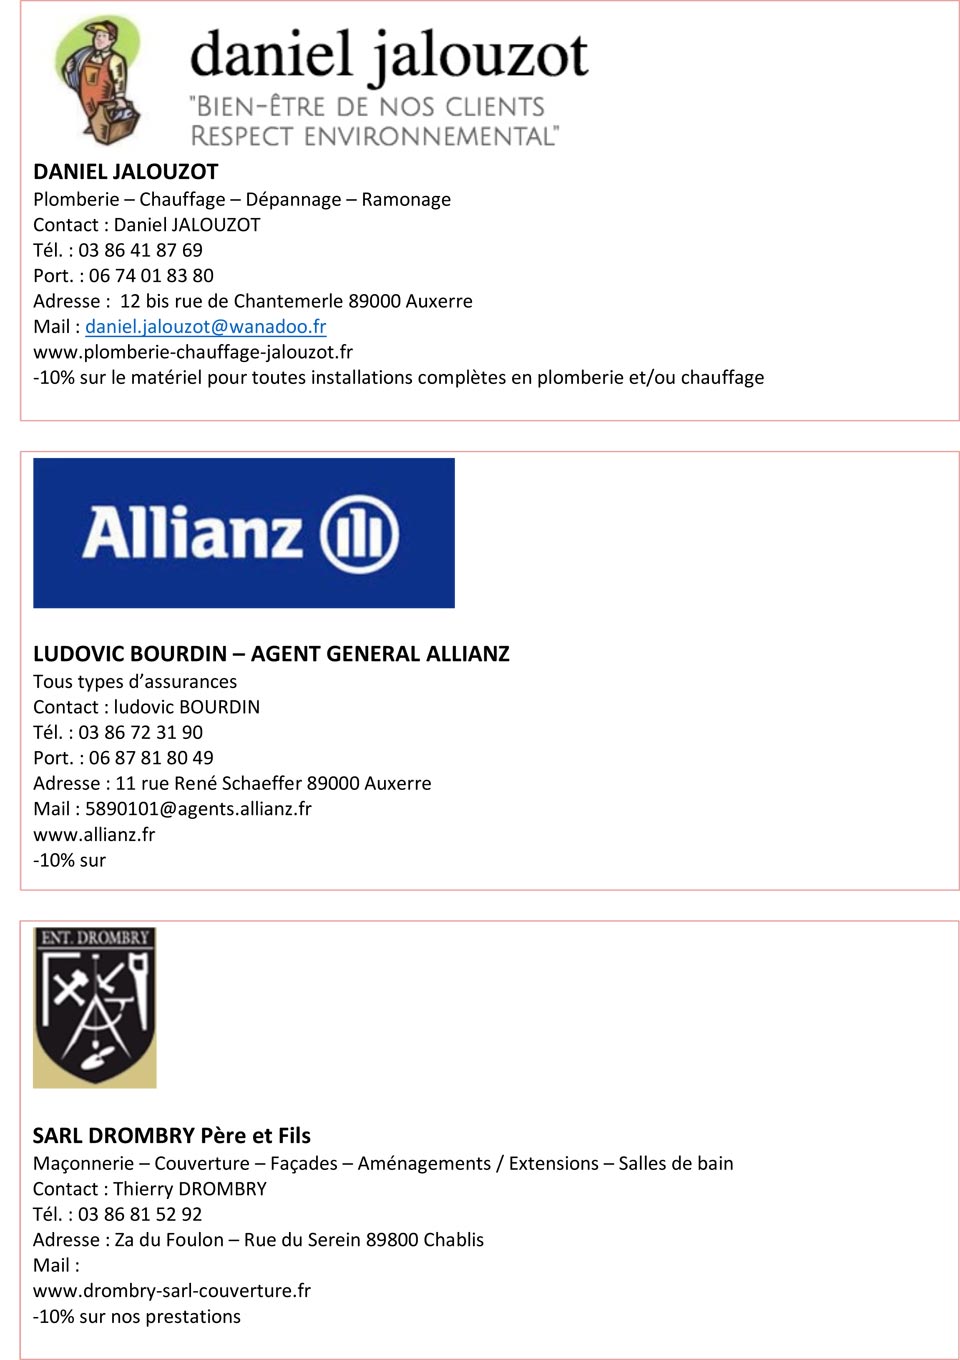 daniel jalouzot
"BIEN-ÊTRE DE NOS CLIENTS
RESPECT ENVIRONNEMENTAL"
DANIEL JALOUZOT
Plomberie – Chauffage – Dépannage – Ramonage
Contact : Daniel JALOUZOT
Tél. : 03 86 41 87 69
Port. : 06 74 01 83 80
Adresse :  12 bis rue de Chantemerle 89000 Auxerre
Mail : daniel.jalouzot@wanadoo.fr
www.plomberie-chauffage-jalouzot.fr
-10% sur le matériel pour toutes installations complètes en plomberie et/ou chauffage
Allianz
LUDOVIC BOURDIN – AGENT GENERAL ALLIANZ
Tous types d’assurances
Contact : ludovic BOURDIN
Tél. : 03 86 72 31 90
Port. : 06 87 81 80 49
Adresse : 11 rue René Schaeffer 89000 Auxerre
Mail : 5890101@agents.allianz.fr
www.allianz.fr
-10% sur
ENT. DROMBRY
SARL DROMBRY Père et Fils
Maçonnerie – Couverture – Façades – Aménagements / Extensions – Salles de bain
Contact : Thierry DROMBRY
Tél. : 03 86 81 52 92
Adresse : Za du Foulon – Rue du Serein 89800 Chablis
Mail :
www.drombry-sarl-couverture.fr
-10% sur nos prestations